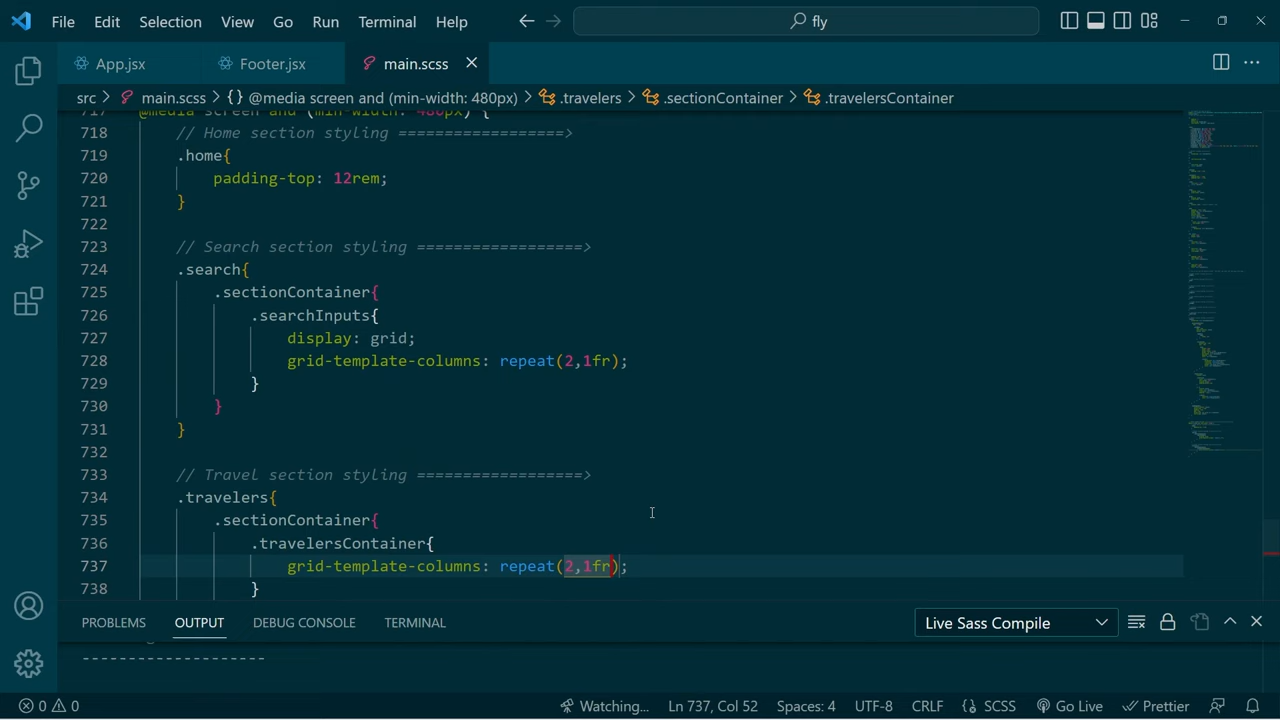 File Edit Selection View Go Run Terminal Help fly
App.jsx Footer.jsx main.scss
src > main.scss > {} @media screen and (min-width: 480px) > .travelers > .sectionContainer > .travelersContainer
717 @media screen and (min-width: 480px) {
718 // Home section styling ==================>
719 .home{
720 padding-top: 12rem;
721 }
722
723 // Search section styling =================>
724 .search{
725 .sectionContainer{
726 .searchInputs{
727 display: grid;
728 grid-template-columns: repeat(2,1fr);
729 }
730 }
731 }
732
733 // Travel section styling =================>
734 .travelers{
735 .sectionContainer{
736 .travelersContainer{
737 grid-template-columns: repeat(2,1fr);
738 }
PROBLEMS OUTPUT DEBUG CONSOLE TERMINAL Live Sass Compile
--------------------
0 0 Watching... Ln 737, Col 52 Spaces: 4 UTF-8 CRLF {} SCSS Go Live Prettier